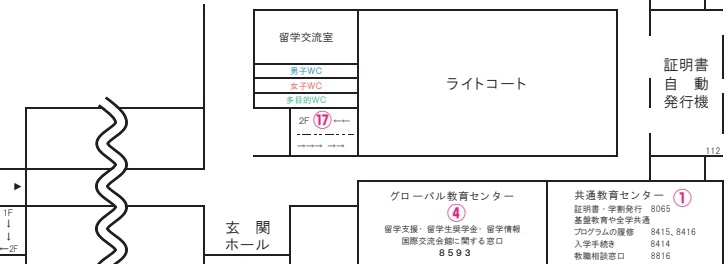 留学交流室
男子WC
女子WC
多目的WC
2F ⑰ ←←
→→→ →→
ライトコート
証明書
自動
発行機
112
▶
1F
↓
↓
←2F
玄関
ホール
グローバル教育センター
④
留学支援・留学生奨学金・留学情報
国際交流会館に関する窓口
8593
共通教育センター ①
証明書・学割発行 8065
基盤教育や全学共通
プログラムの履修 8415, 8416
入学手続き 8414
教職相談窓口 8816